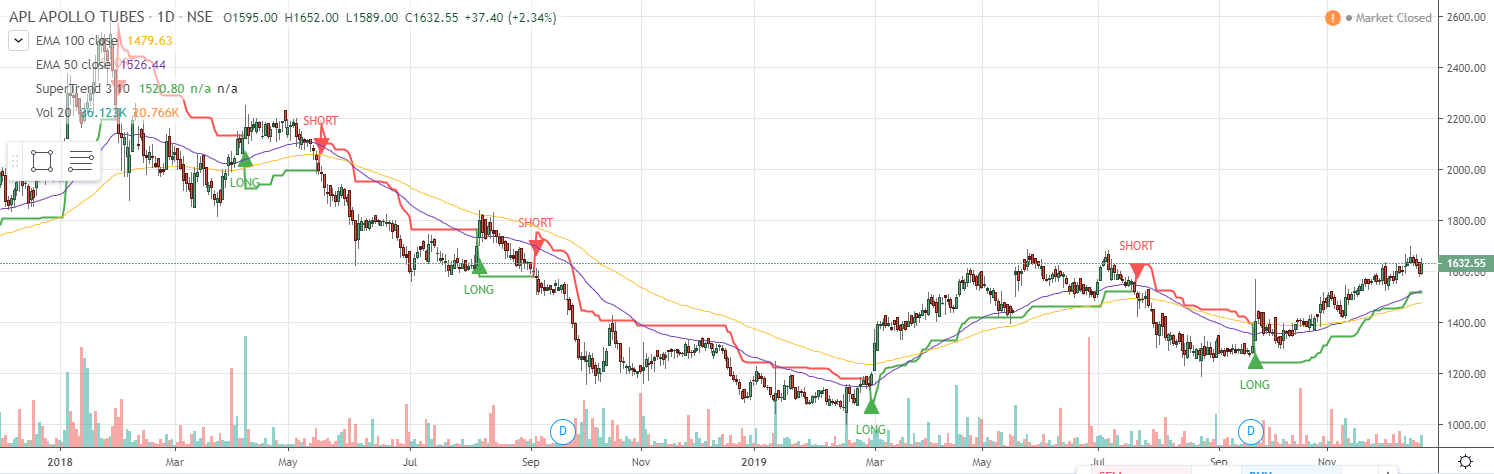 APL APOLLO TUBES · 1D · NSE O1595.00 H1652.00 L1589.00 C1632.55 +37.40 (+2.34%)
! Market Closed
EMA 100 close 1479.63
EMA 50 close 1526.44
SuperTrend 3 10 1520.80 n/a n/a
Vol 20 36.123K 20.766K
2600.00
2400.00
2200.00
2000.00
1800.00
1632.55
1600.00
1400.00
1200.00
1000.00
LONG
SHORT
LONG
SHORT
LONG
SHORT
LONG
D
D
2018 Mar May Jul Sep Nov 2019 Mar May Jul Sep Nov